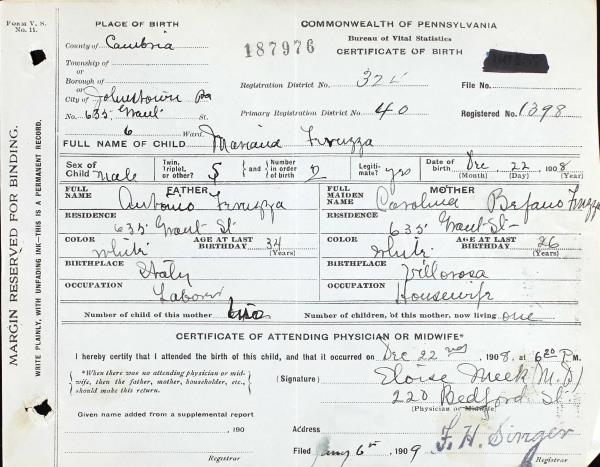 Form V. S. No. 11.
PLACE OF BIRTH
COMMONWEALTH OF PENNSYLVANIA
Bureau of Vital Statistics
CERTIFICATE OF BIRTH
187976
County of Cambria
Township of
or
Borough of
or
City of Johnstown Pa
No. 635 Grant St.
6 Ward.
Registration District No. 325
File No.
Primary Registration District No. 40
Registered No. 1398
FULL NAME OF CHILD Mariana Ferruzza
Sex of Child Male
Twin, Triplet, or other? S
and Number in order of birth 2
Legitimate? yes
Date of birth Dec 22 1908
(Month) (Day) (Year)
FATHER
FULL NAME Antonio Ferruzza
RESIDENCE 635 Grant St
COLOR White
AGE AT LAST BIRTHDAY 34 (Years)
BIRTHPLACE Italy
OCCUPATION Laborer
MOTHER
FULL MAIDEN NAME Carolina Befano
RESIDENCE 635 Grant St
COLOR White
AGE AT LAST BIRTHDAY 26 (Years)
BIRTHPLACE Villorosa
OCCUPATION Housewife
Number of child of this mother
Number of children, of this mother, now living one
CERTIFICATE OF ATTENDING PHYSICIAN OR MIDWIFE*
I hereby certify that I attended the birth of this child, and that it occurred on Dec 22nd, 1908, at 6 20 P.M.
*When there was no attending physician or midwife, then the father, mother, householder, etc., should make this return.
(Signature) Eloise Meek (M.D)
220 Bedford St.
(Physician or Midwife)
Given name added from a supplemental report
, 190
Registrar
Address
Filed Jany 6th 1909 F. H. Singer
Registrar
MARGIN RESERVED FOR BINDING.
WRITE PLAINLY, WITH UNFADING INK—THIS IS A PERMANENT RECORD.